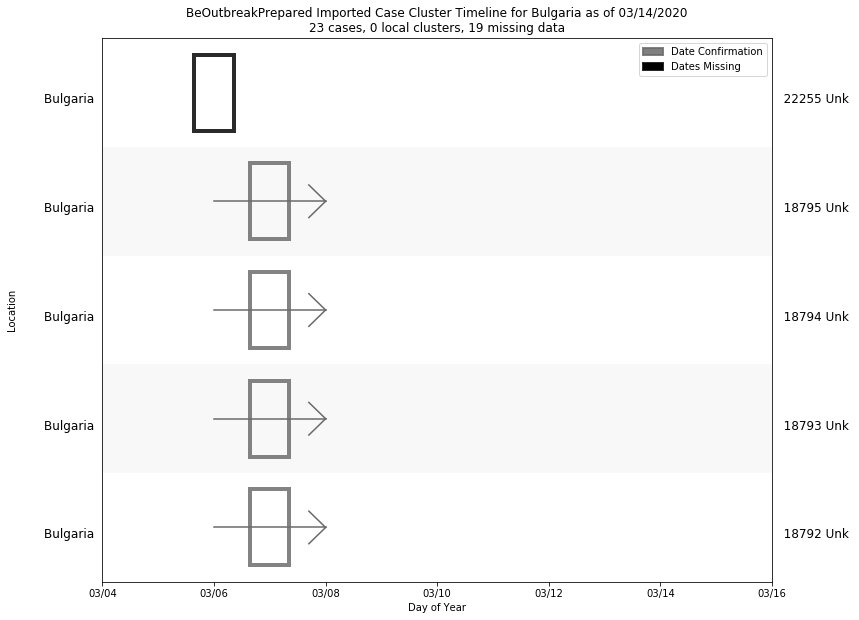 BeOutbreakPrepared Imported Case Cluster Timeline for Bulgaria as of 03/14/2020
23 cases, 0 local clusters, 19 missing data
Date Confirmation
Dates Missing
Bulgaria
22255 Unk
Bulgaria
18795 Unk
Bulgaria
18794 Unk
Bulgaria
18793 Unk
Bulgaria
18792 Unk
Location
03/04
03/06
03/08
03/10
03/12
03/14
03/16
Day of Year